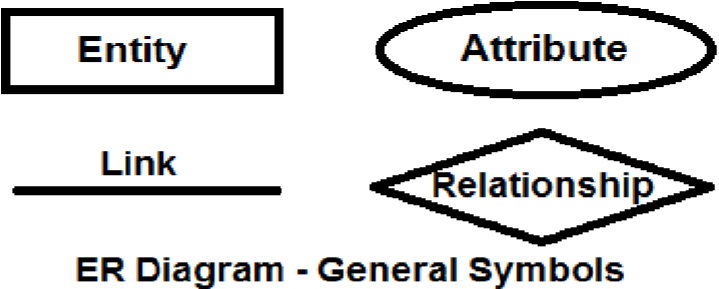 Entity
Attribute
Link
Relationship
ER Diagram - General Symbols